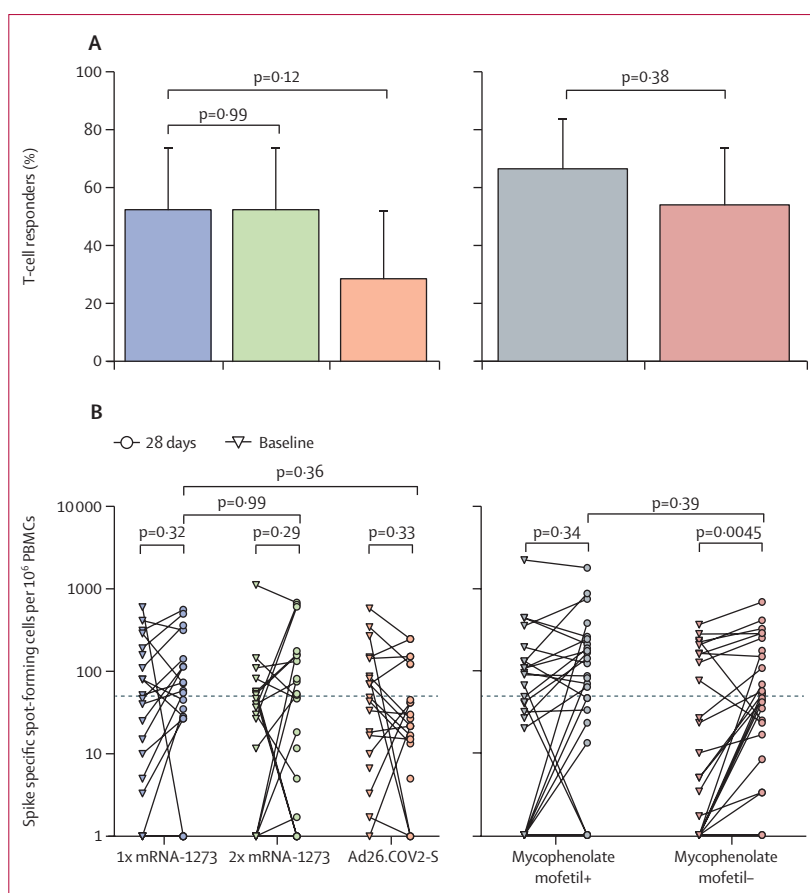 A
100
80
60
40
20
0
T-cell responders (%)
p=0·12
p=0·99
p=0·38
B
28 days Baseline
p=0·36
p=0·99
p=0·32 p=0·29 p=0·33
p=0·39
p=0·34 p=0·0045
10 000
1000
100
10
1
Spike specific spot-forming cells per 10⁶ PBMCs
1x mRNA-1273 2x mRNA-1273 Ad26.COV2-S
Mycophenolate
mofetil+
Mycophenolate
mofetil–